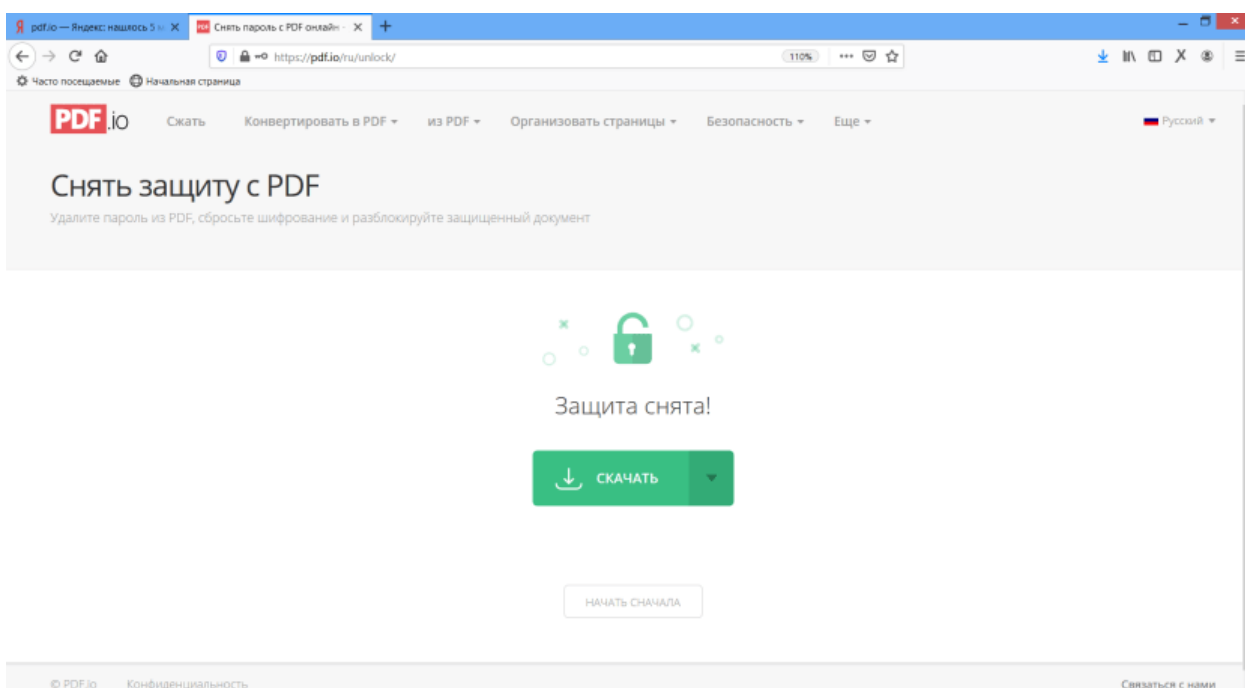 pdf.io — Яндекс: нашлось 5 м
Снять пароль с PDF онлайн -
https://pdf.io/ru/unlock/
110%
Часто посещаемые Начальная страница
PDF.io Сжать Конвертировать в PDF из PDF Организовать страницы Безопасность Еще Русский
Снять защиту с PDF
Удалите пароль из PDF, сбросьте шифрование и разблокируйте защищенный документ
Защита снята!
СКАЧАТЬ
НАЧАТЬ СНАЧАЛА
© PDF.io Конфиденциальность Связаться с нами